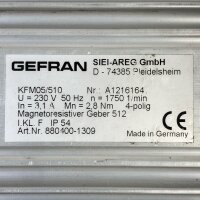 GEFRAN SIEI-AREG GmbH
D - 74385 Pleidelsheim
KFM05/510 Nr : A1216164
U = 230 V 50 Hz n = 1750 1/min
In = 3,1 A Mn = 2,8 Nm 4-polig
Magnetoresistiver Geber 512
I.KL. F IP 54
Art.Nr. 880400-1309
Made in Germany